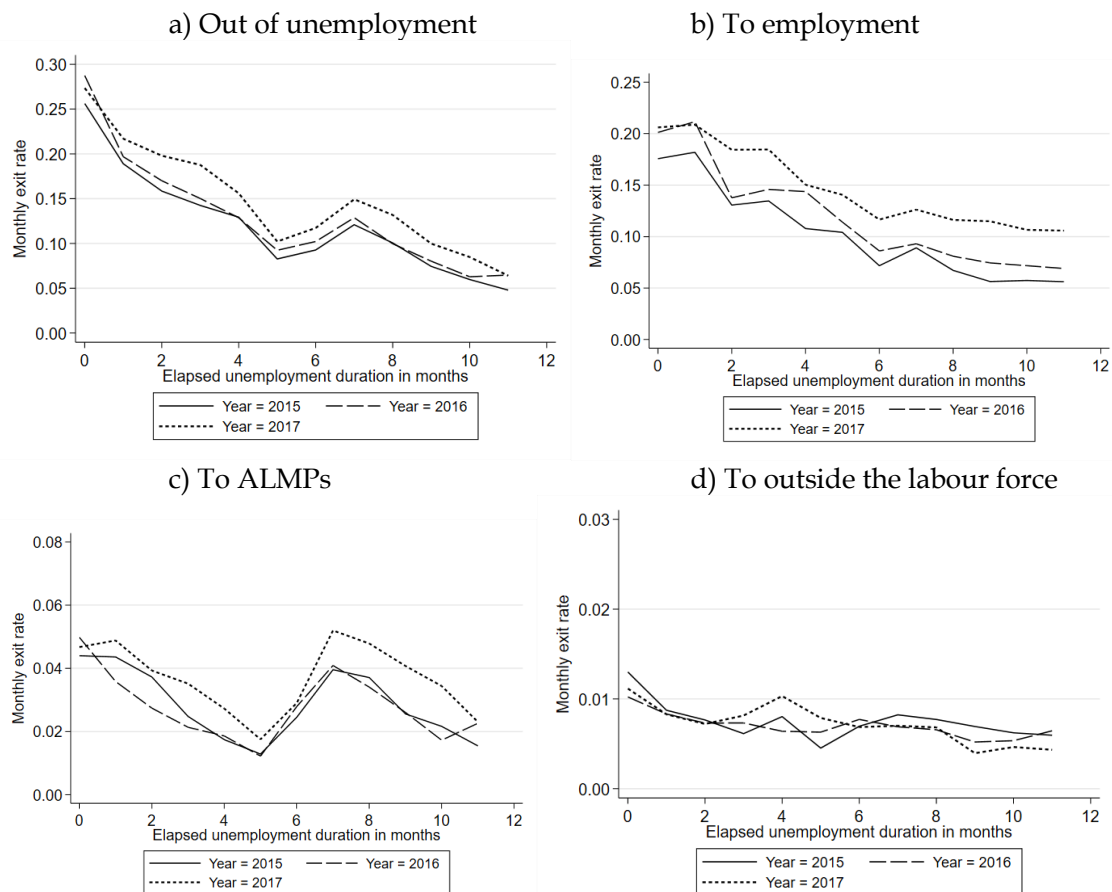 a) Out of unemployment
b) To employment
Monthly exit rate
0.30
0.25
0.20
0.15
0.10
0.05
0.00
0 2 4 6 8 10 12
Elapsed unemployment duration in months
Year = 2015 Year = 2016
Year = 2017
Monthly exit rate
0.25
0.20
0.15
0.10
0.05
0.00
0 2 4 6 8 10 12
Elapsed unemployment duration in months
Year = 2015 Year = 2016
Year = 2017
c) To ALMPs
d) To outside the labour force
Monthly exit rate
0.08
0.06
0.04
0.02
0.00
0 2 4 6 8 10 12
Elapsed unemployment duration in months
Year = 2015 Year = 2016
Year = 2017
Monthly exit rate
0.03
0.02
0.01
0.00
0 2 4 6 8 10 12
Elapsed unemployment duration in months
Year = 2015 Year = 2016
Year = 2017